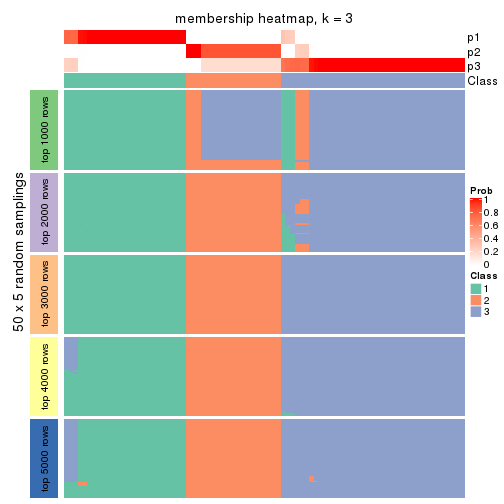 membership heatmap, k = 3
p1
p2
p3
Class
50 x 5 random samplings
top 1000 rows
top 2000 rows
top 3000 rows
top 4000 rows
top 5000 rows
Prob
1
0.8
0.6
0.4
0.2
0
Class
1
2
3